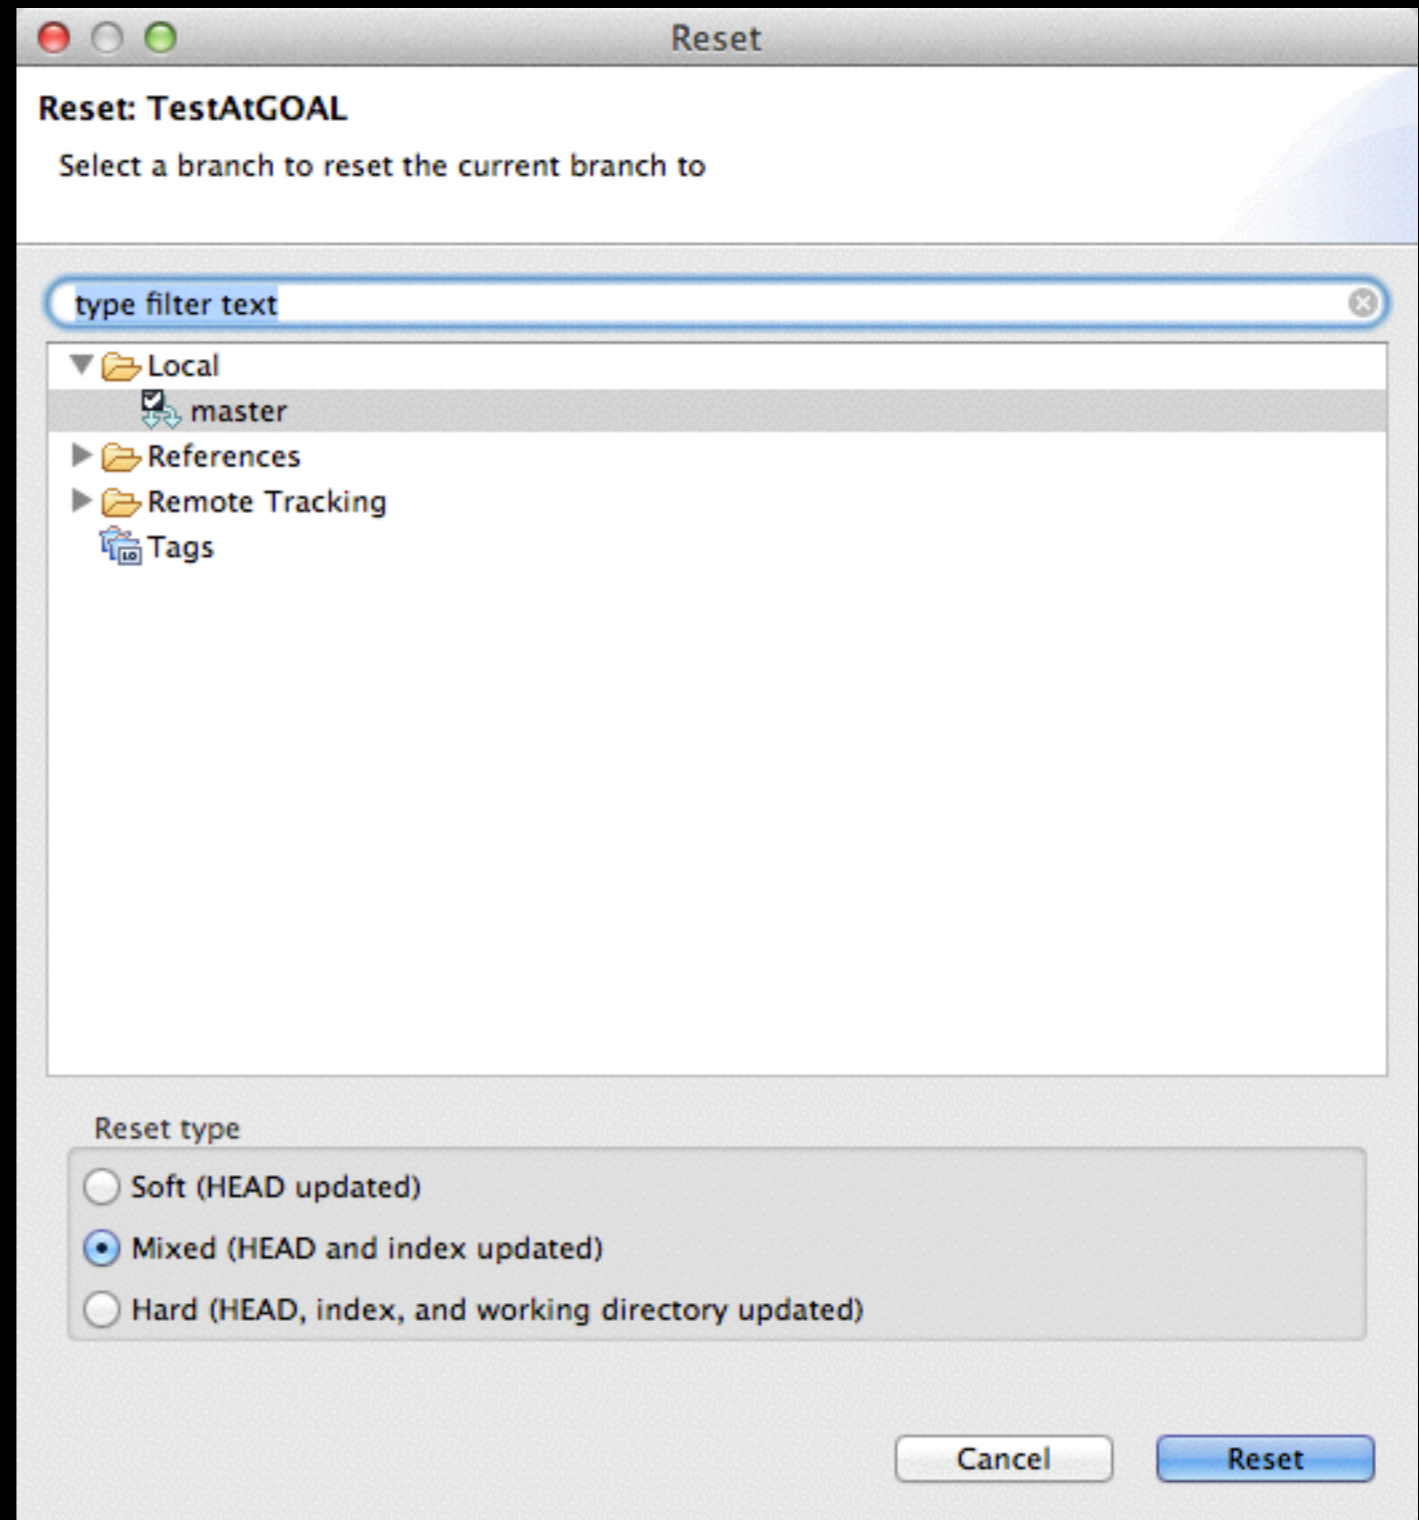 Reset
Reset: TestAtGOAL
Select a branch to reset the current branch to
type filter text
Local
master
References
Remote Tracking
Tags
Reset type
Soft (HEAD updated)
Mixed (HEAD and index updated)
Hard (HEAD, index, and working directory updated)
Cancel Reset